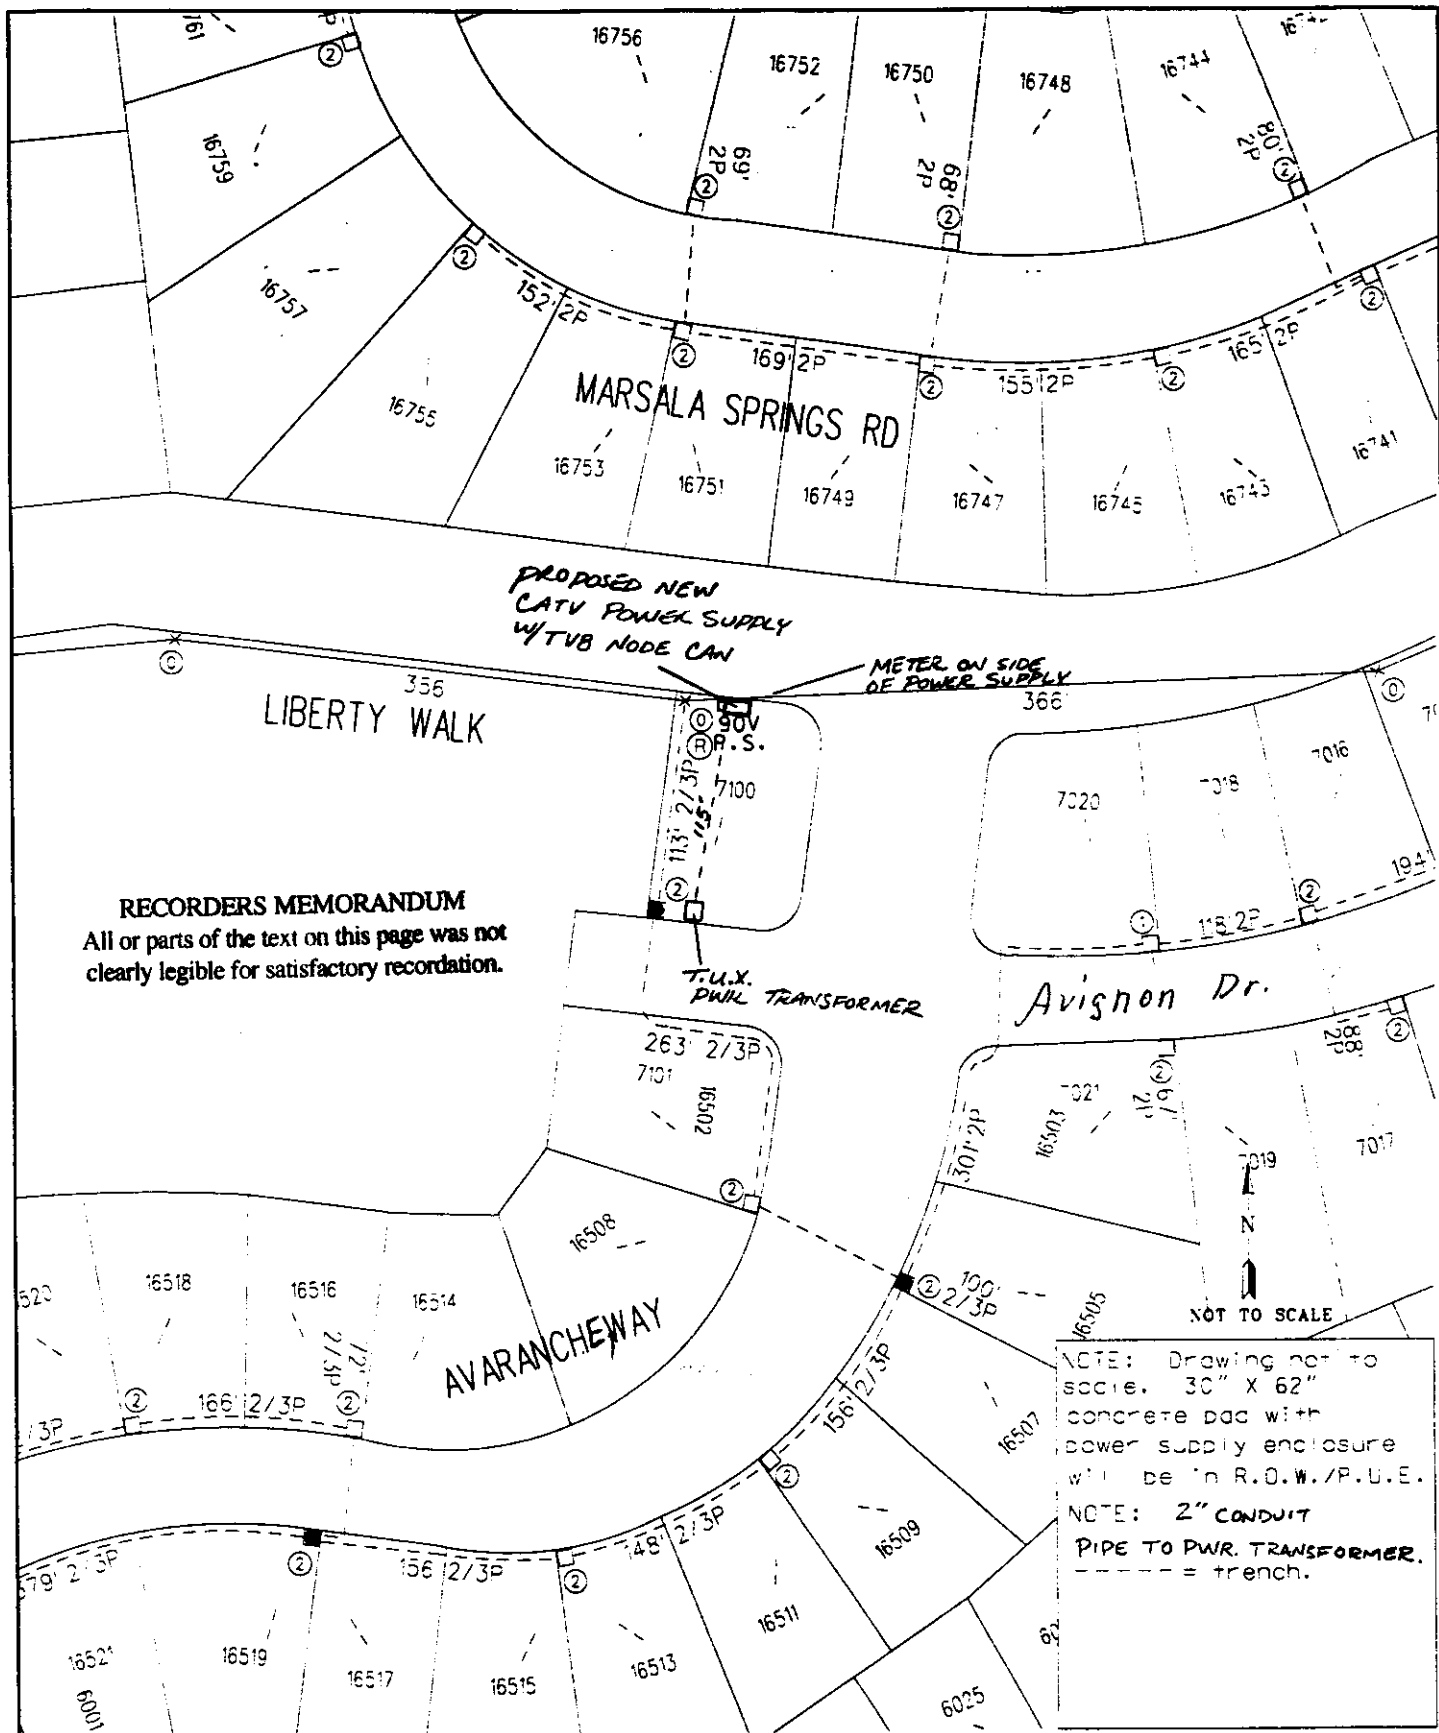 16756
16752
16750
16748
16744
16759
69'
2P
68'
2P
80'
2P
16757
152' 2P
169' 2P
155' 2P
165' 2P
MARSALA SPRINGS RD
16755
16753
16751
16749
16747
16745
16743
16741
PROPOSED NEW
CATV POWER SUPPLY
W/TVB NODE CAN
METER ON SIDE
OF POWER SUPPLY
356
366'
LIBERTY WALK
90V
P.S.
R
113' 2/3P
115'
7100
7020
7018
7016
194'
118' 2P
RECORDERS MEMORANDUM
All or parts of the text on this page was not
clearly legible for satisfactory recordation.
T.U.X.
PWR TRANSFORMER
Avignon Dr.
263' 2/3P
7101
16502
7021
16503
88'
2P
7019
7017
301' 2P
N
NOT TO SCALE
16508
16518
16516
16514
72'
2/3P
166' 2/3P
AVARANCHEWAY
100'
2/3P
16505
156' 2/3P
16507
16509
148' 2/3P
156' 2/3P
16521
16519
16517
16515
16513
16511
6001
6025
NOTE: Drawing not to
scale. 30" X 62"
concrete pad with
power supply enclosure
will be in R.O.W./P.U.E.
NOTE: 2" CONDUIT
PIPE TO PWR. TRANSFORMER.
------ = trench.